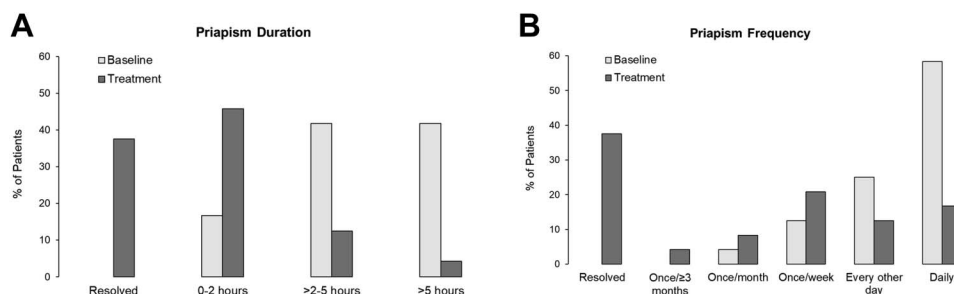 A
Priapism Duration
60
50
40
30
20
10
0
% of Patients
Baseline
Treatment
Resolved
0-2 hours
>2-5 hours
>5 hours
B
Priapism Frequency
60
50
40
30
20
10
0
% of Patients
Baseline
Treatment
Resolved
Once/≥3
months
Once/month
Once/week
Every other
day
Daily